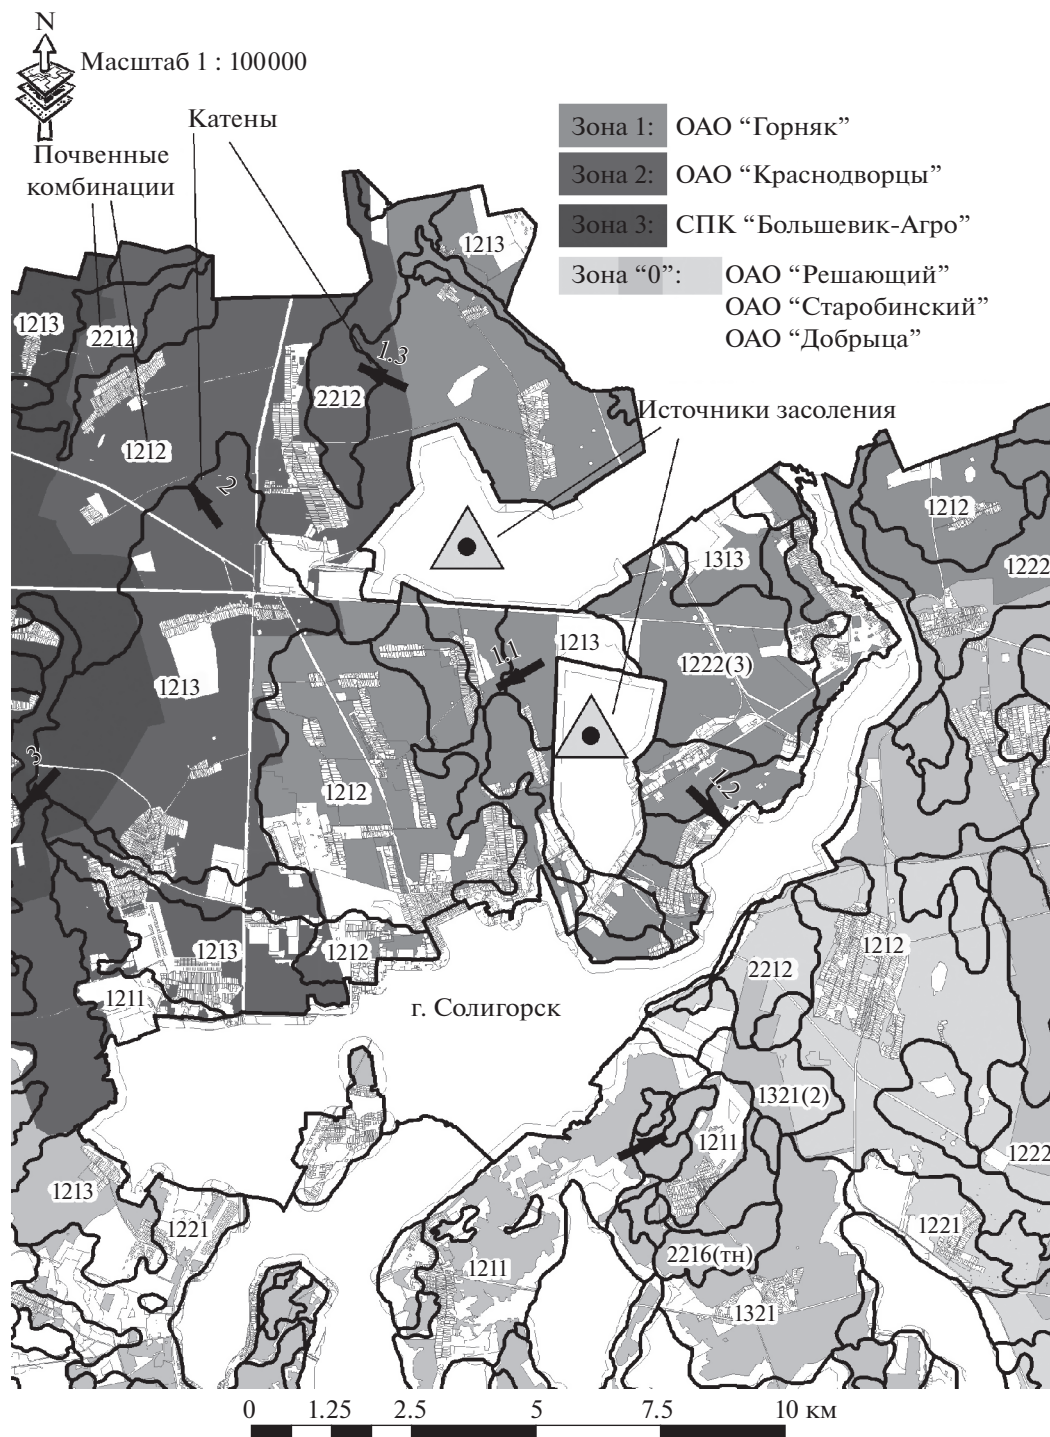 N
Масштаб 1 : 100000
Катены
Почвенные
комбинации
Зона 1: ОАО “Горняк”
Зона 2: ОАО “Краснодворцы”
Зона 3: СПК “Большевик-Агро”
Зона “0”: ОАО “Решающий”
ОАО “Старобинский”
ОАО “Добрыца”
1213
1213
2212
1.3
2212
Источники засоления
1212
2
1212
1313
1222
1213
1.1
1222(3)
1213
3
1212
1.2
1213
1212
1212
2212
1211
г. Солигорск
1321(2)
1211
1222
1213
1221
1221
2216(тн)
1211
1321
0 1.25 2.5 5 7.5 10 км